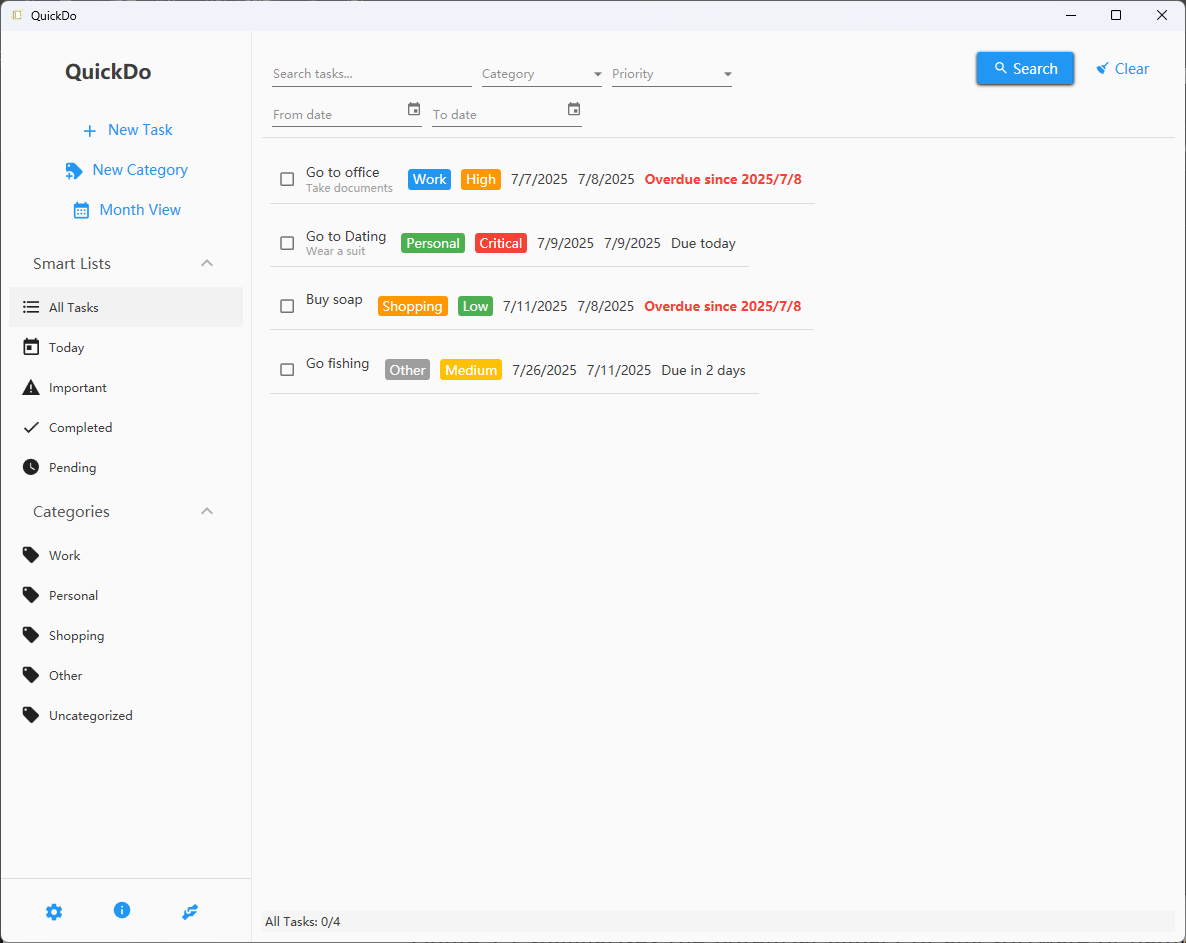 QuickDo
QuickDo
New Task
New Category
Month View
Smart Lists
All Tasks
Today
Important
Completed
Pending
Categories
Work
Personal
Shopping
Other
Uncategorized
Search tasks... Category Priority Search Clear
From date To date
Go to office Work High 7/7/2025 7/8/2025 Overdue since 2025/7/8
Take documents
Go to Dating Personal Critical 7/9/2025 7/9/2025 Due today
Wear a suit
Buy soap Shopping Low 7/11/2025 7/8/2025 Overdue since 2025/7/8
Go fishing Other Medium 7/26/2025 7/11/2025 Due in 2 days
All Tasks: 0/4